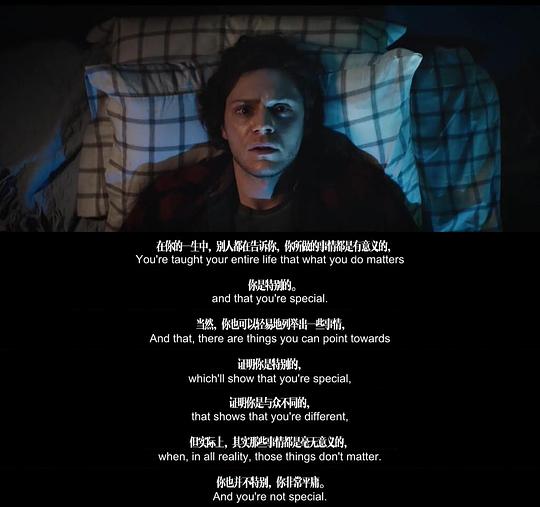 在你的一生中，别人都在告诉你，你所做的事情都是有意义的，
You're taught your entire life that what you do matters
你是特别的。
and that you're special.
当然，你也可以轻易地列举出一些事情，
And that, there are things you can point towards
证明你是特别的，
which'll show that you're special,
证明你是与众不同的，
that shows that you're different,
但实际上，其实那些事情都是毫无意义的，
when, in all reality, those things don't matter.
你也并不特别，你非常平庸。
And you're not special.